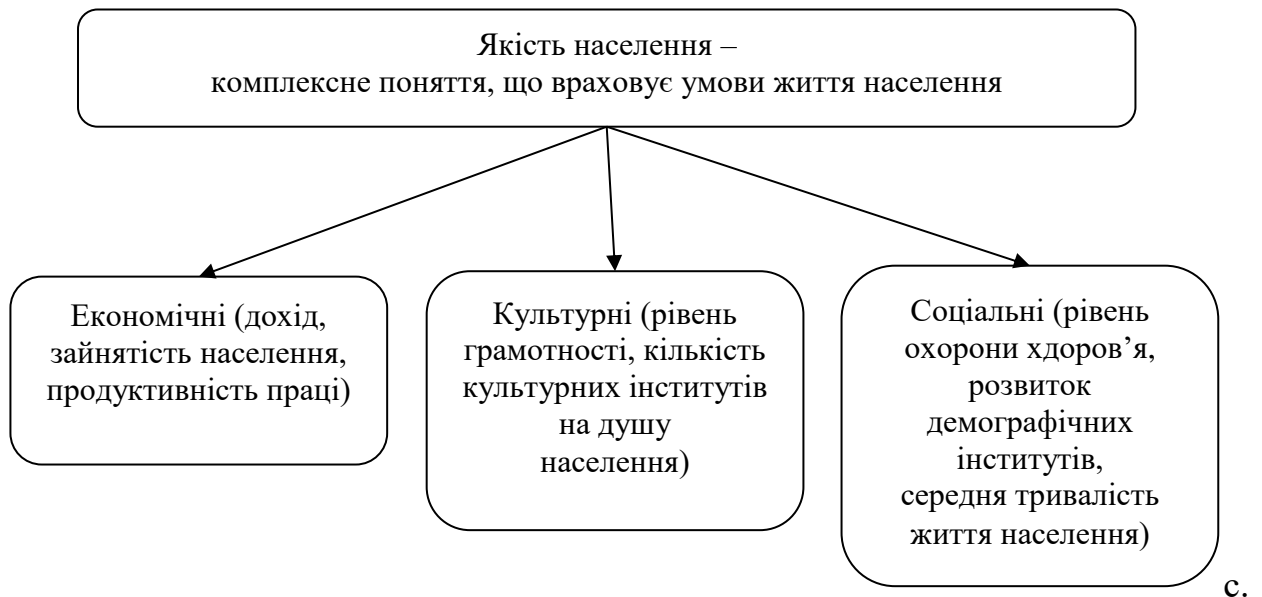 Якість населення –
комплексне поняття, що враховує умови життя населення
Економічні (дохід,
зайнятість населення,
продуктивність праці)
Культурні (рівень
грамотності, кількість
культурних інститутів
на душу
населення)
Соціальні (рівень
охорони хдоров’я,
розвиток
демографічних
інститутів,
середня тривалість
життя населення)
с.